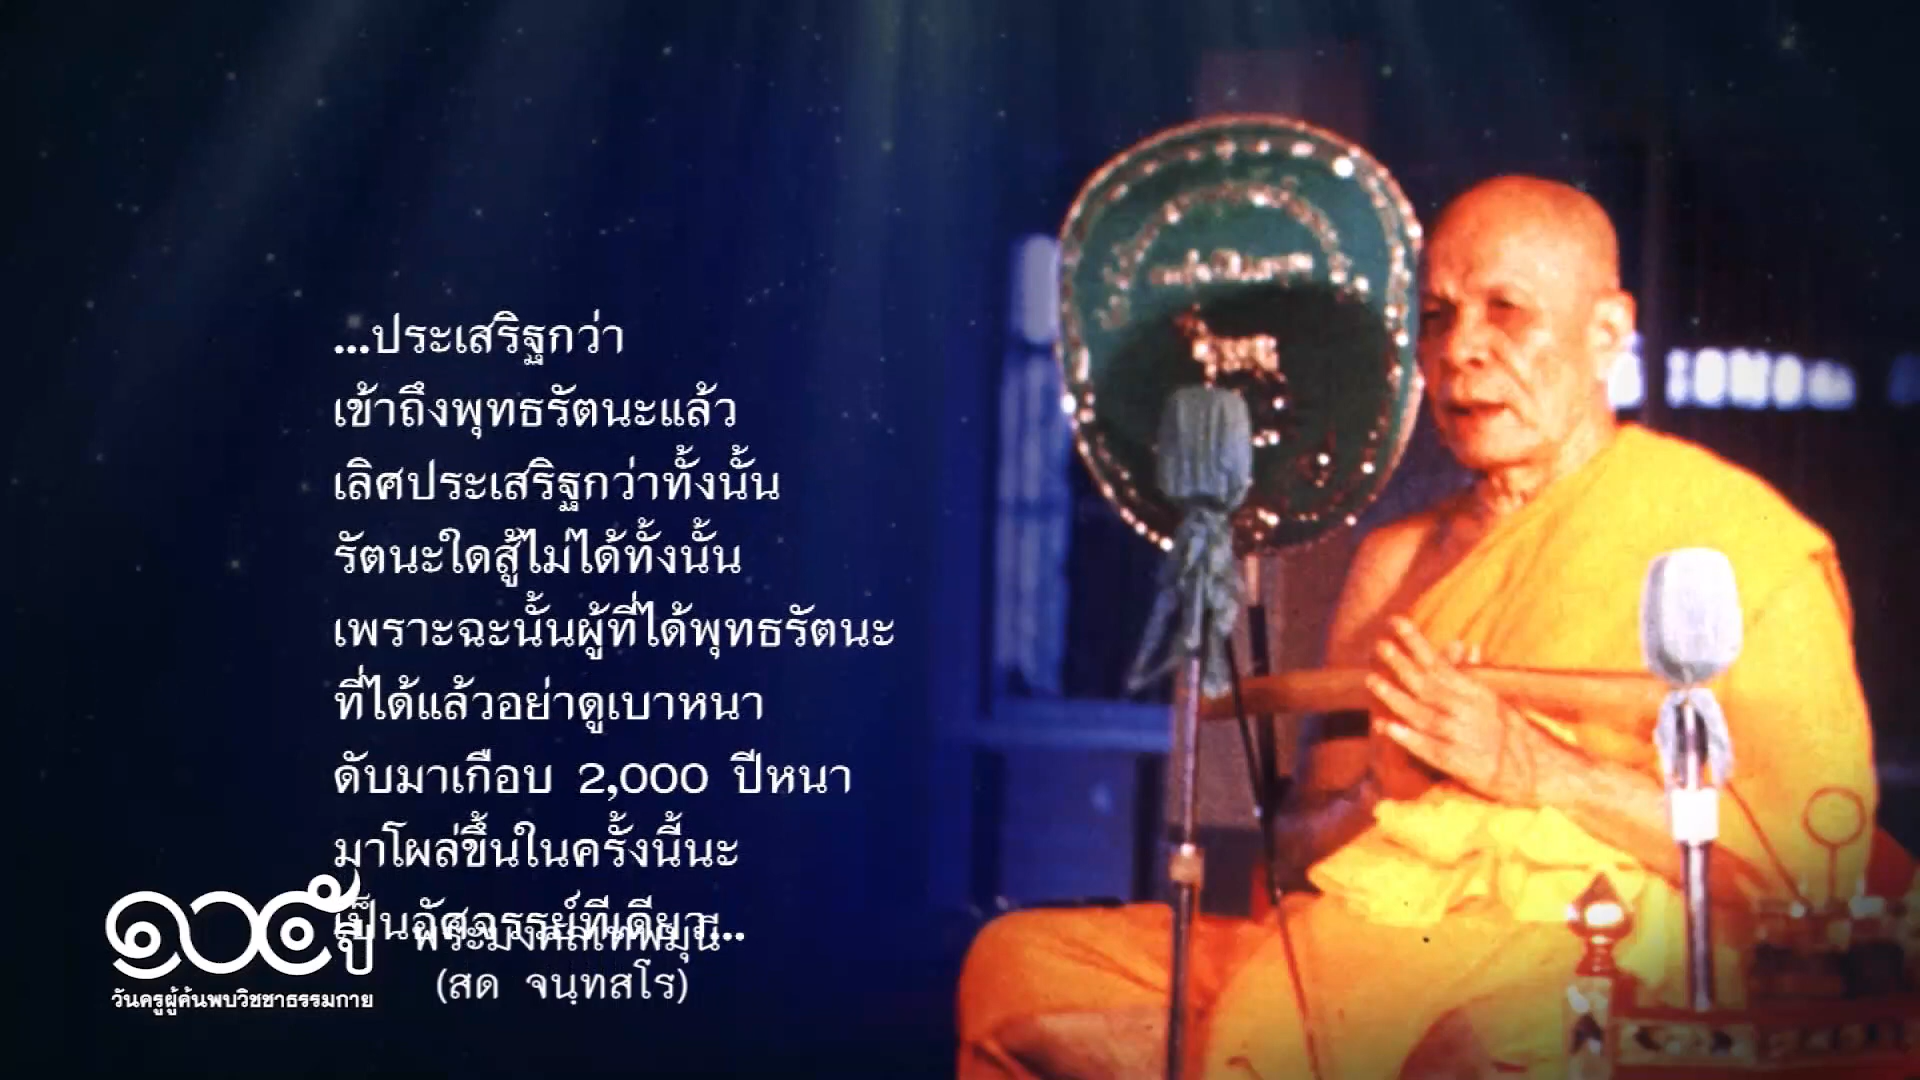 ...ประเสริฐกว่า
เข้าถึงพุทธรัตนะแล้ว
เลิศประเสริฐกว่าทั้งนั้น
รัตนะใดสู้ไม่ได้ทั้งนั้น
เพราะฉะนั้นผู้ที่ได้พุทธรัตนะ
ที่ได้แล้วอย่าดูเบาหนา
ดับมาเกือบ 2,000 ปีหนา
มาโผล่ขึ้นในครั้งนี้นะ
เป็นอัศจรรย์ทีเดียว...
พระมงคลเทพมุนี
(สด จนฺทสโร)
๑๐๕ ปี
วันครูผู้ค้นพบวิชชาธรรมกาย